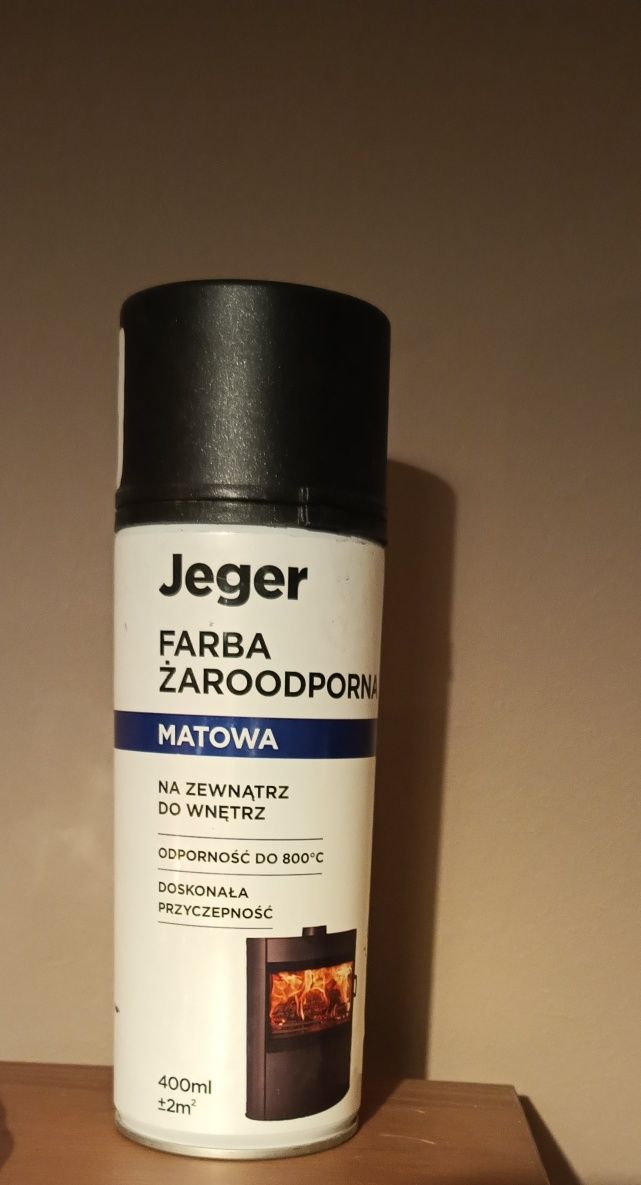 Jeger
FARBA
ŻAROODPORNA
MATOWA
NA ZEWNĄTRZ
DO WNĘTRZ
ODPORNOŚĆ DO 800°C
DOSKONAŁA
PRZYCZEPNOŚĆ
400ml
±2m²